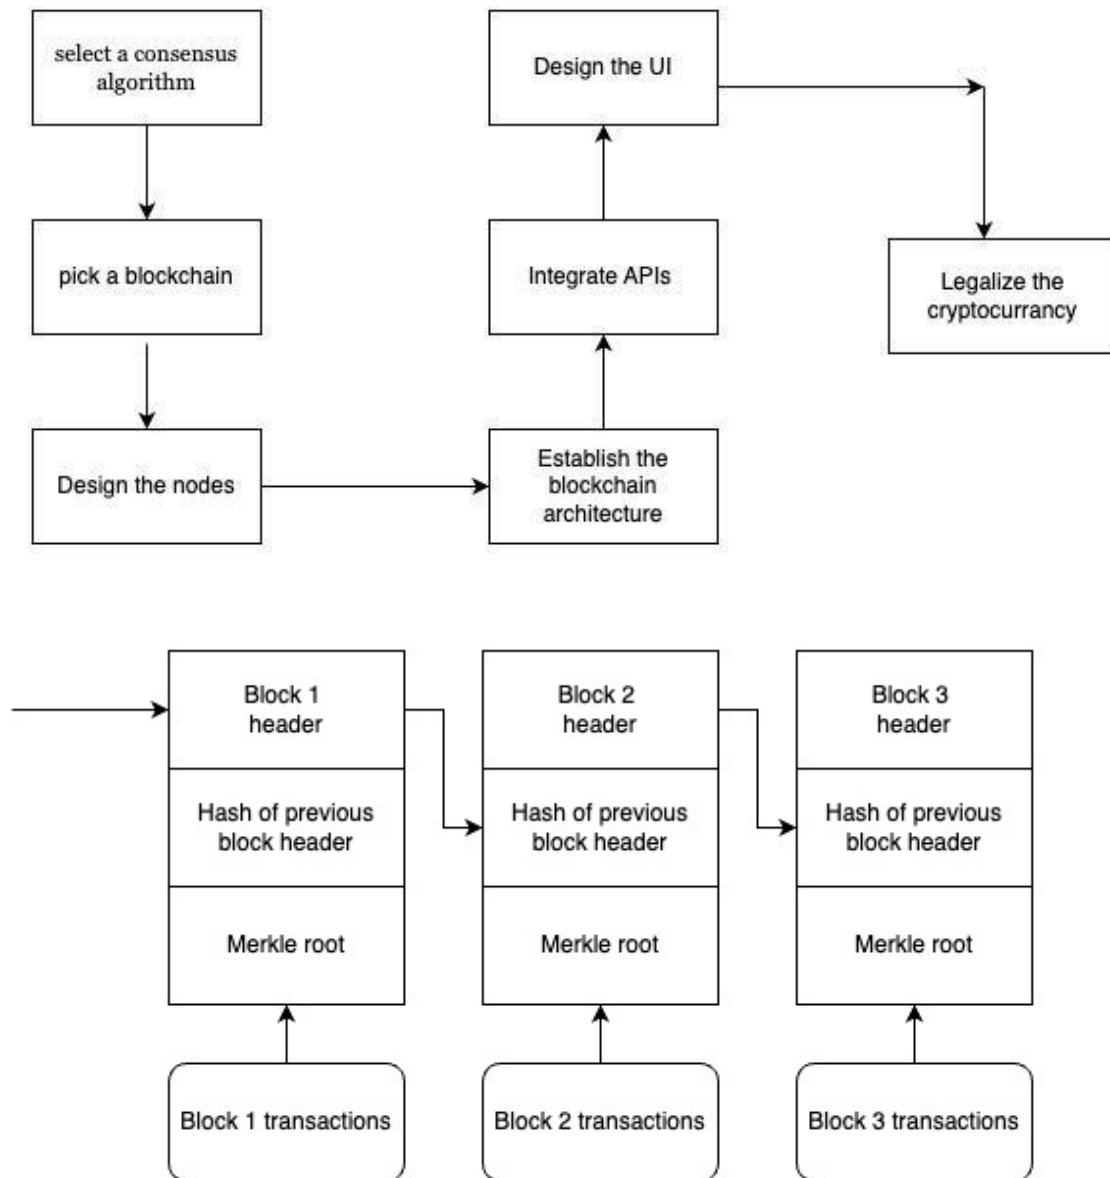 select a consensus
algorithm
pick a blockchain
Design the nodes
Establish the
blockchain
architecture
Integrate APIs
Design the UI
Legalize the
cryptocurrancy
Block 1
header
Hash of previous
block header
Merkle root
Block 1 transactions
Block 2
header
Hash of previous
block header
Merkle root
Block 2 transactions
Block 3
header
Hash of previous
block header
Merkle root
Block 3 transactions